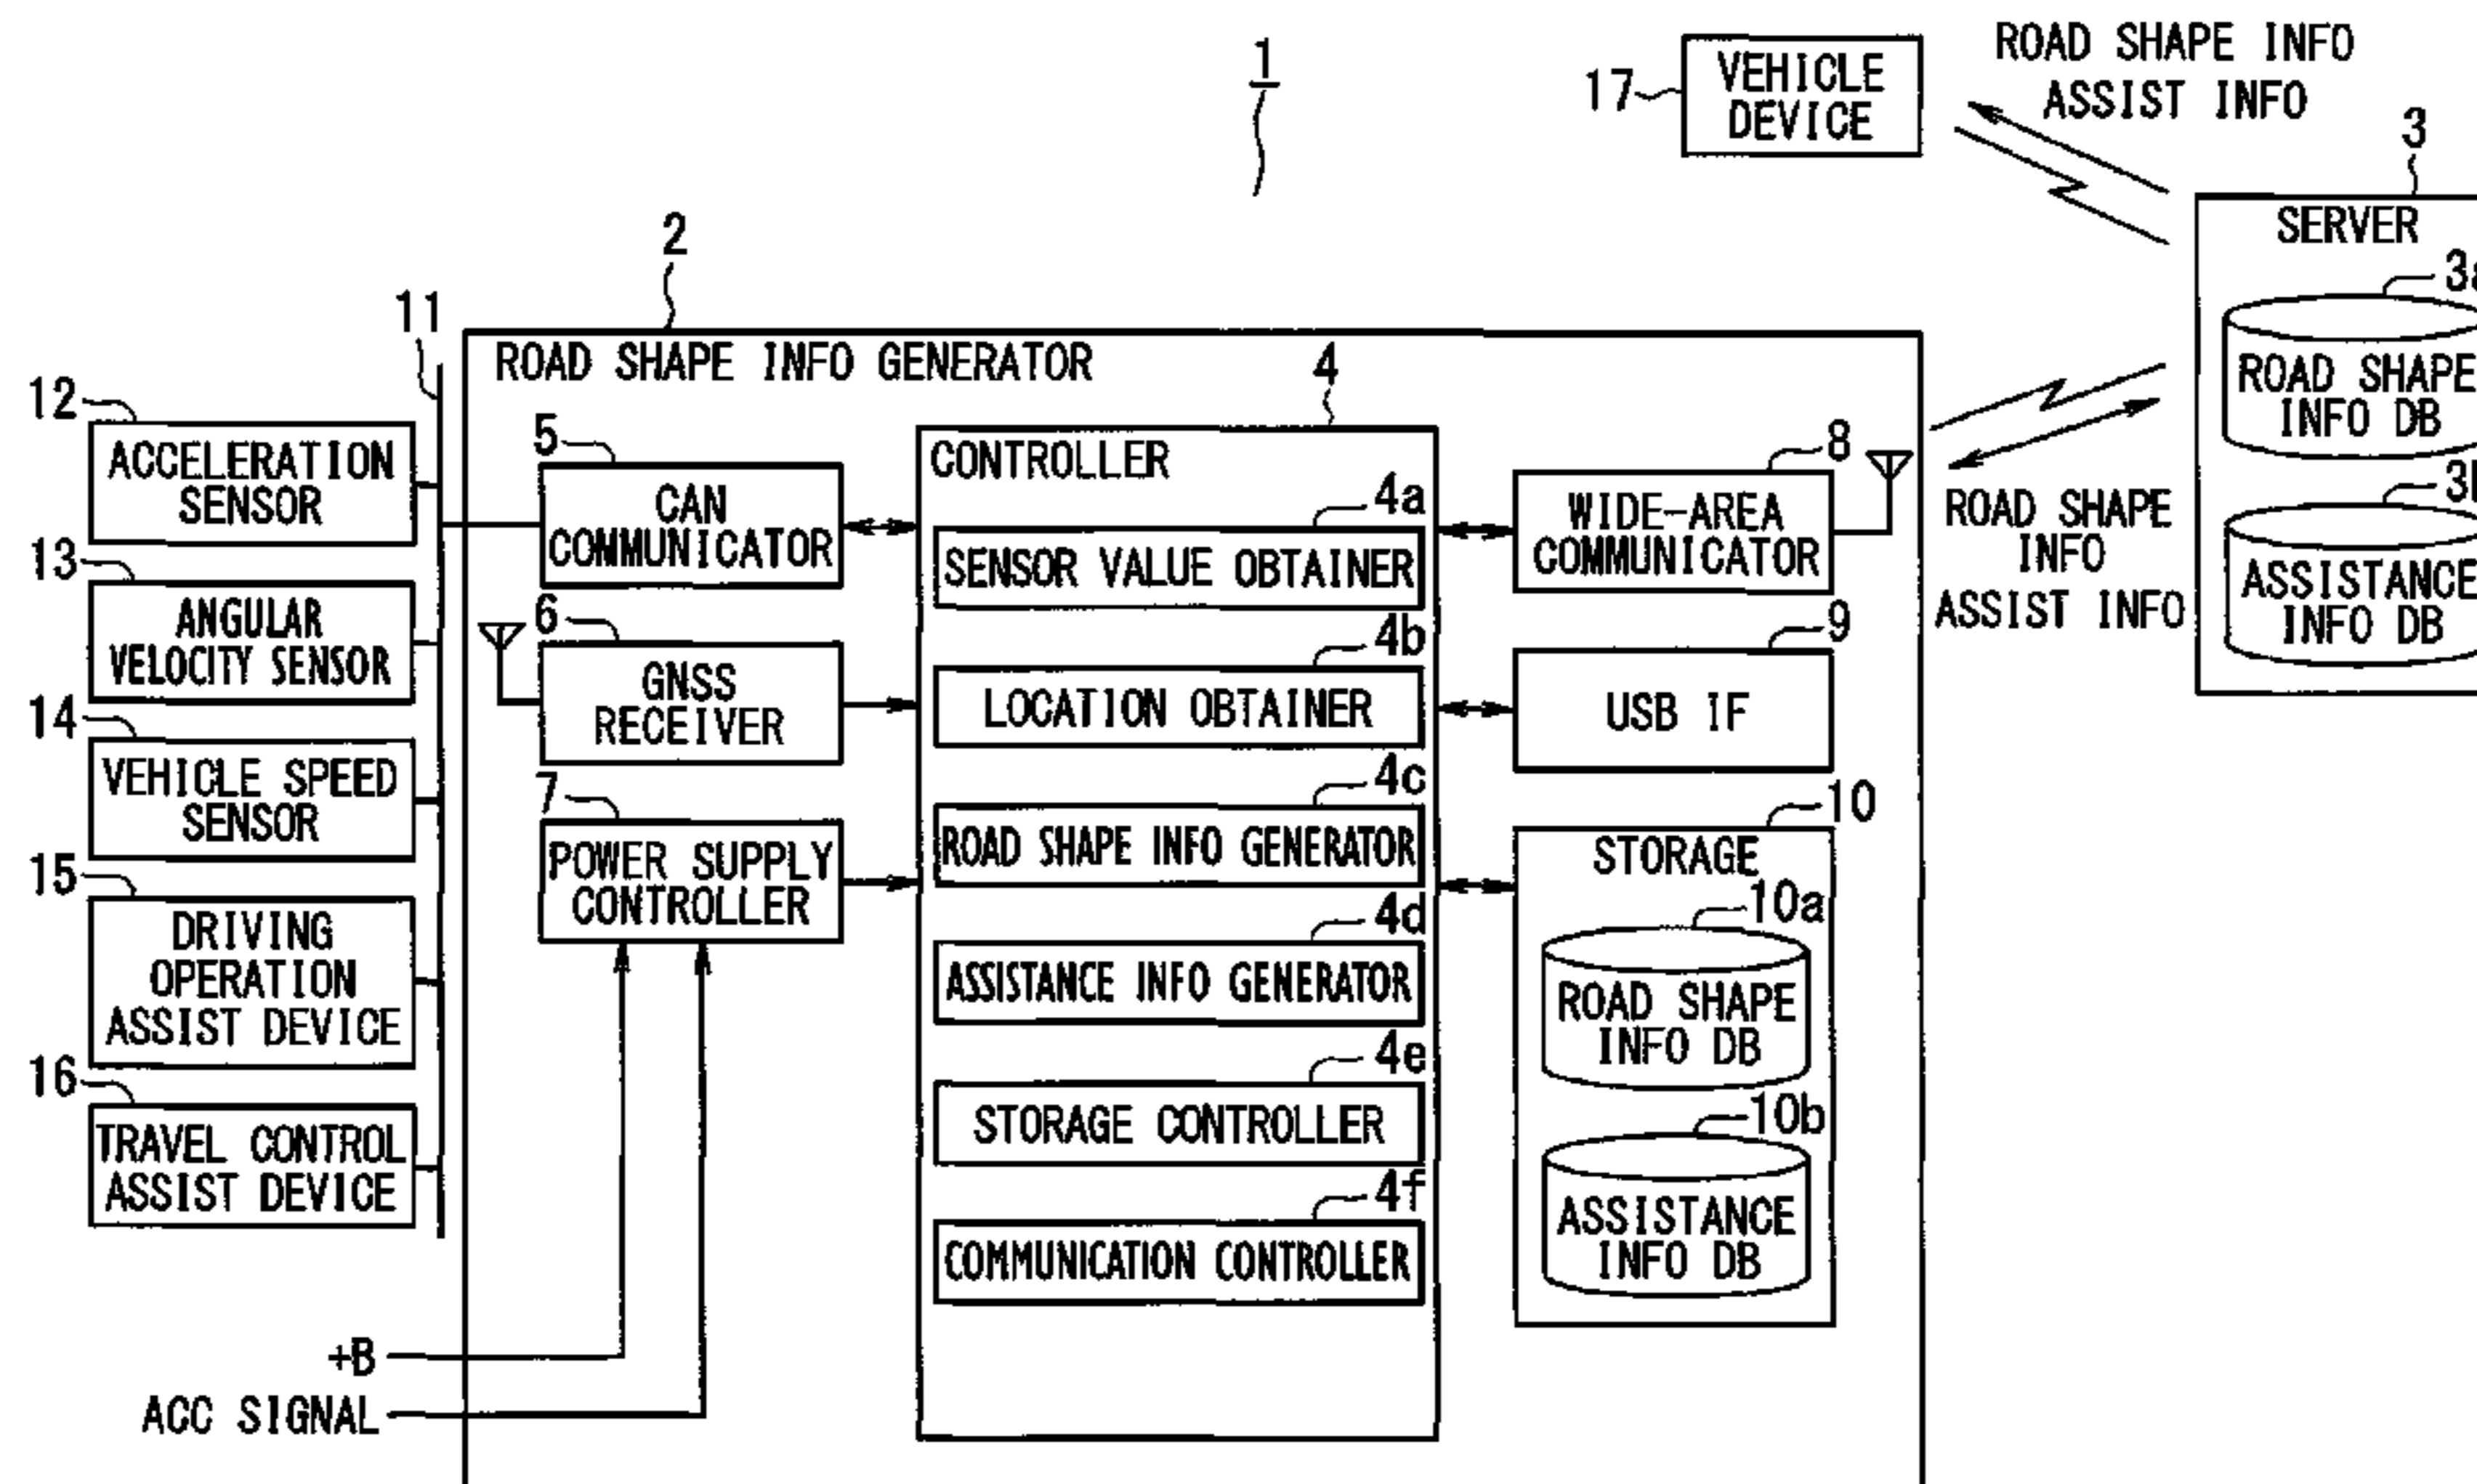 1
17
VEHICLE
DEVICE
ROAD SHAPE INFO
ASSIST INFO
3
SERVER
ROAD SHAPE
INFO DB
ASSISTANCE
INFO DB
ROAD SHAPE
INFO
ASSIST INFO
2
ROAD SHAPE INFO GENERATOR
11
12
ACCELERATION
SENSOR
13
ANGULAR
VELOCITY SENSOR
14
VEHICLE SPEED
SENSOR
15
DRIVING
OPERATION
ASSIST DEVICE
16
TRAVEL CONTROL
ASSIST DEVICE
5
CAN
COMMUNICATOR
6
GNSS
RECEIVER
7
POWER SUPPLY
CONTROLLER
+B
ACC SIGNAL
4
CONTROLLER
4a
SENSOR VALUE OBTAINER
4b
LOCATION OBTAINER
4c
ROAD SHAPE INFO GENERATOR
4d
ASSISTANCE INFO GENERATOR
4e
STORAGE CONTROLLER
4f
COMMUNICATION CONTROLLER
8
WIDE-AREA
COMMUNICATOR
9
USB IF
10
STORAGE
10a
ROAD SHAPE
INFO DB
10b
ASSISTANCE
INFO DB